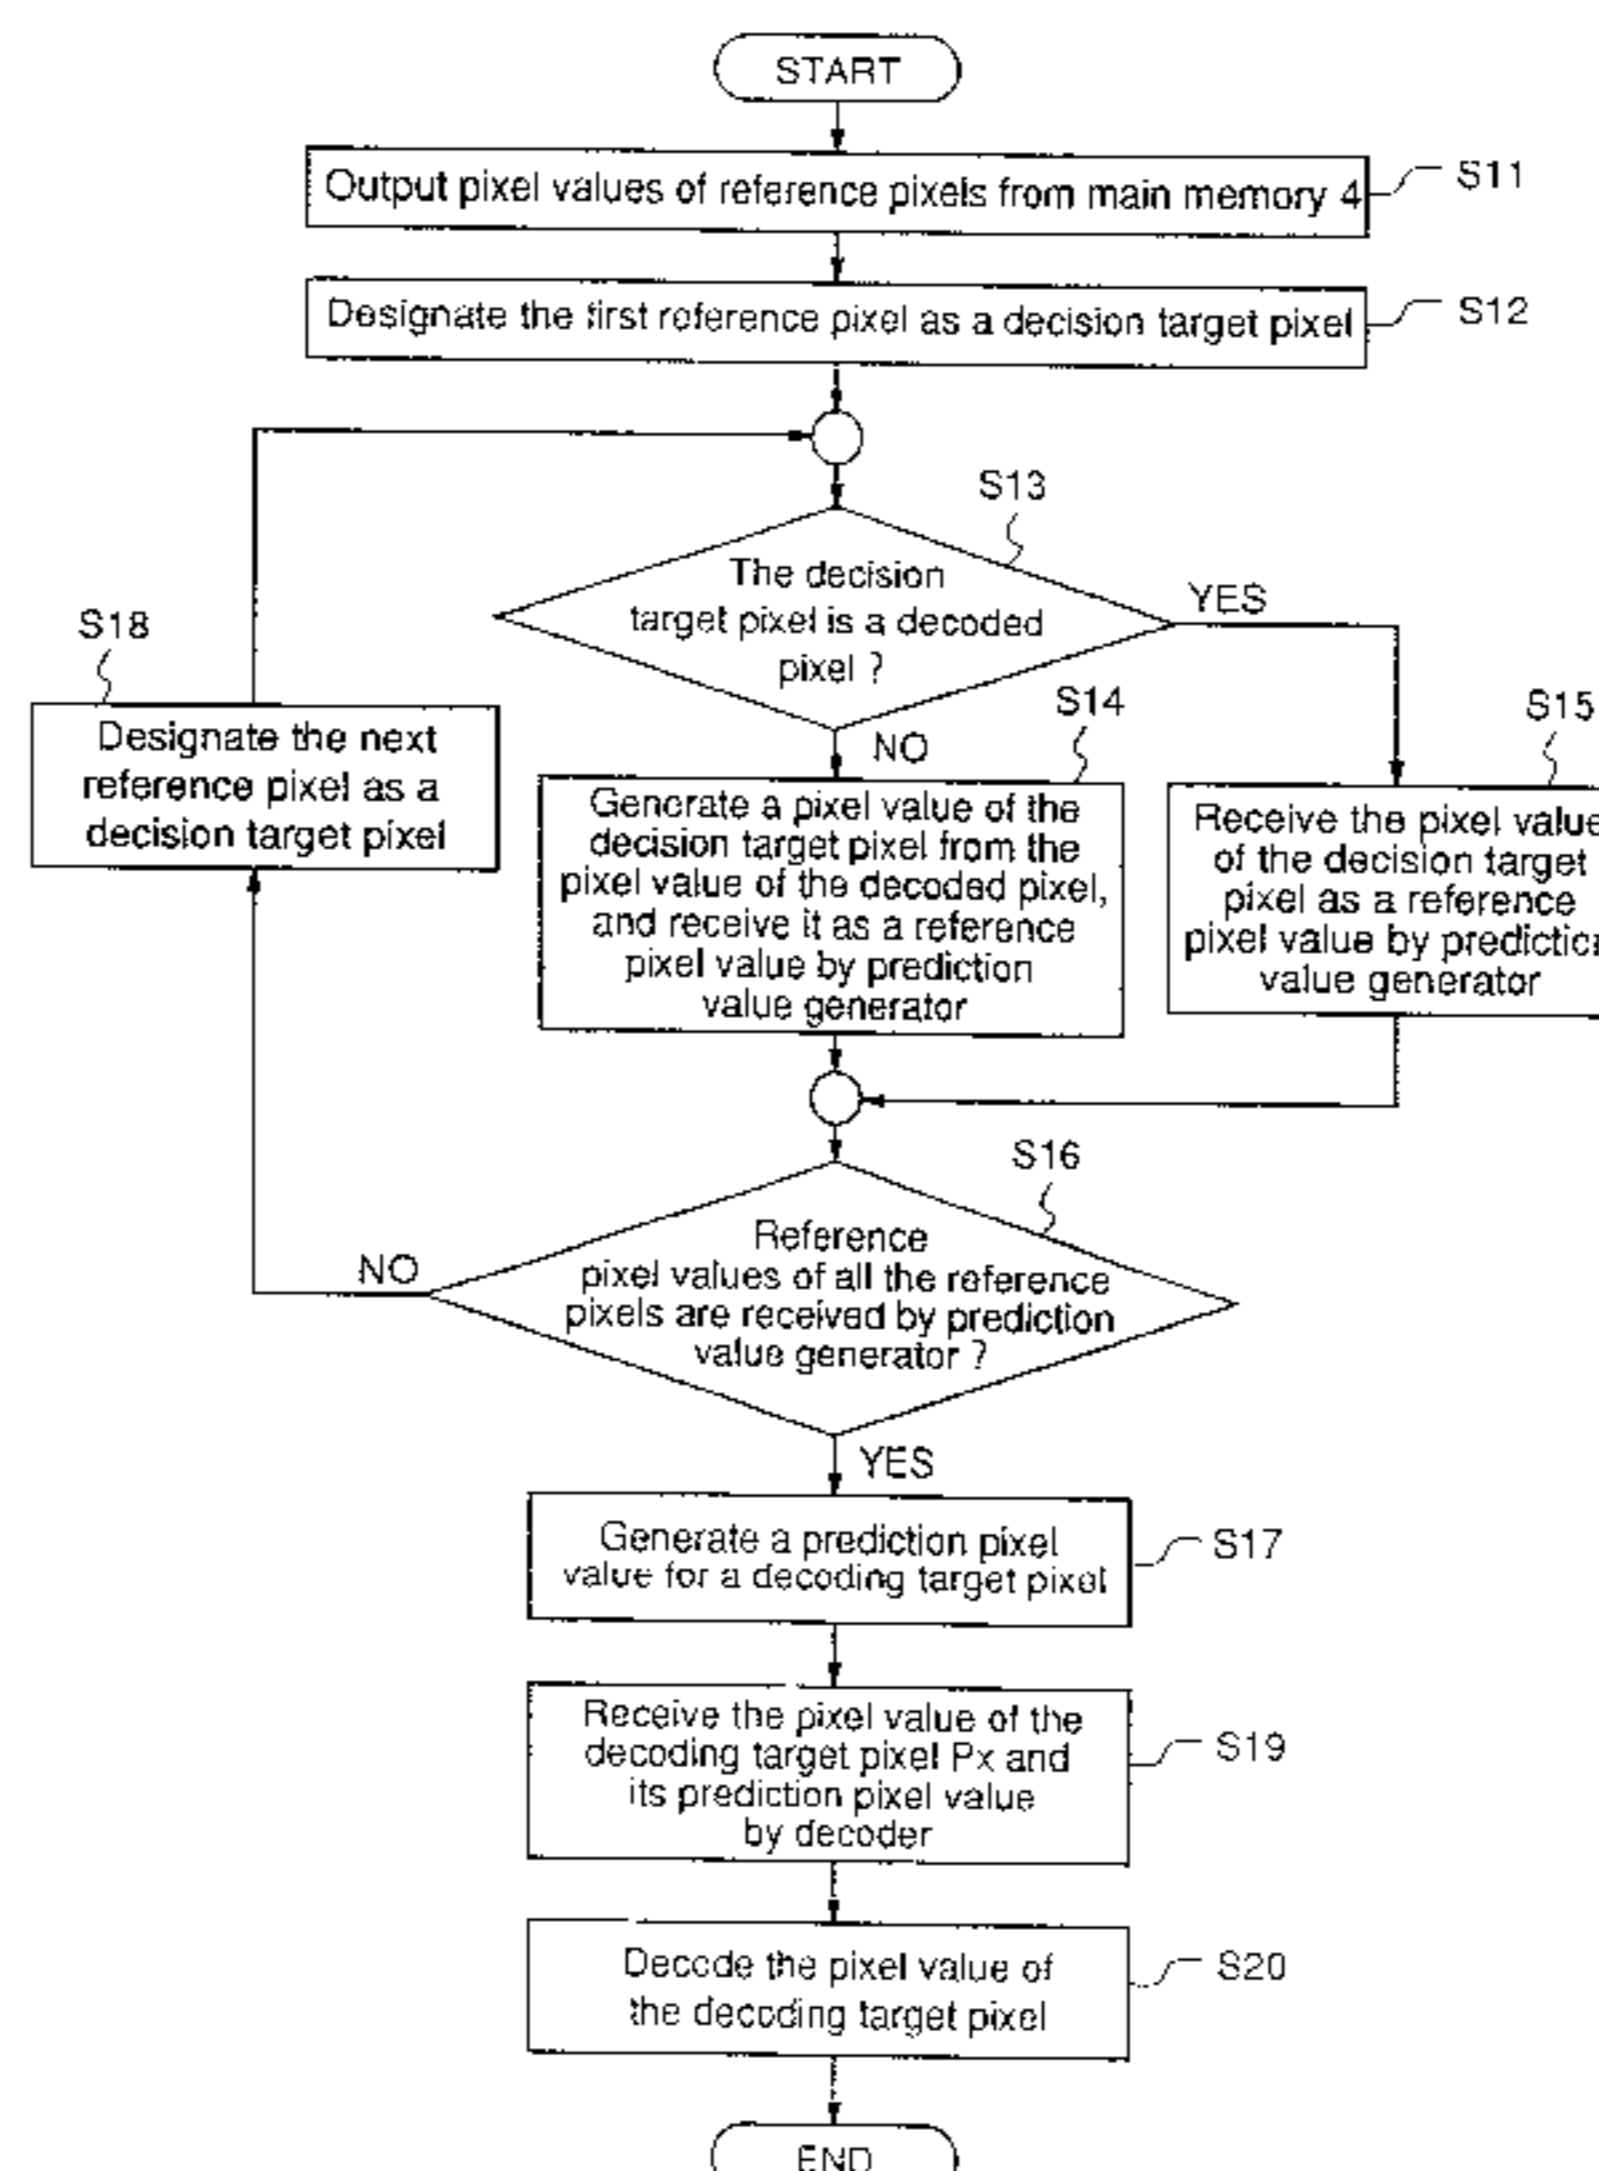 START
Output pixel values of reference pixels from main memory 4
S11
Designate the first reference pixel as a decision target pixel
S12
S13
The decision
target pixel is a decoded
pixel ?
YES
NO
S18
Designate the next
reference pixel as a
decision target pixel
S14
Generate a pixel value of the
decision target pixel from the
pixel value of the decoded pixel,
and receive it as a reference
pixel value by prediction
value generator
S15
Receive the pixel value
of the decision target
pixel as a reference
pixel value by
value generator
S16
Reference
pixel values of all the reference
pixels are received by prediction
value generator ?
NO
YES
Generate a prediction pixel
value for a decoding target pixel
S17
Receive the pixel value of the
decoding target pixel Px and
its prediction pixel value
by decoder
S19
Decode the pixel value of
the decoding target pixel
S20
END